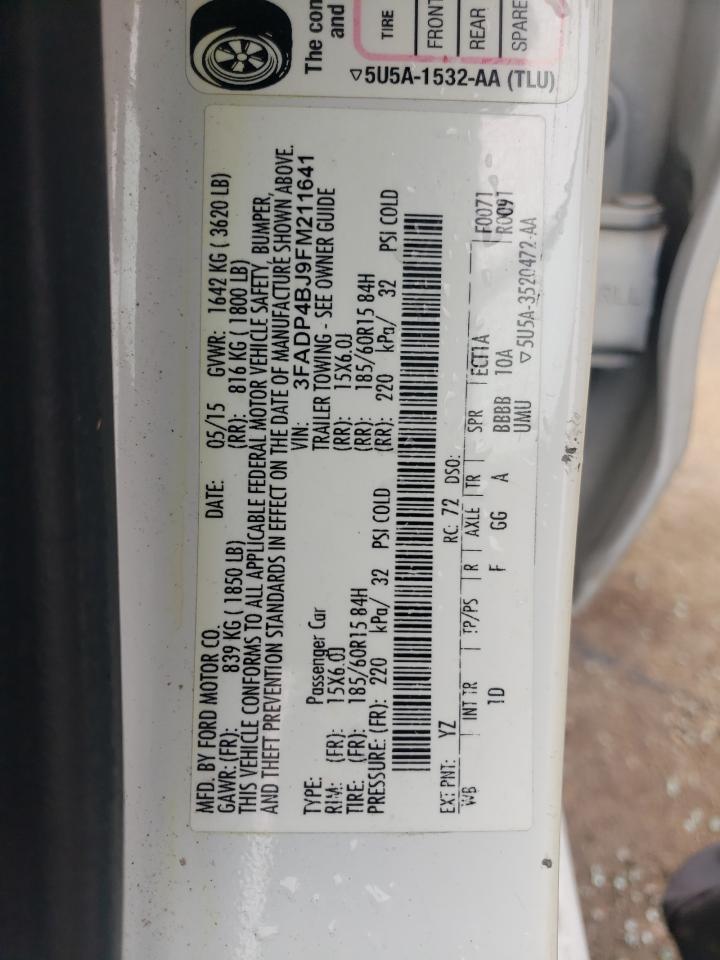 The con
and
TIRE
FRONT
REAR
SPARE
▽5U5A-1532-AA (TLU)
MFD. BY FORD MOTOR CO.
DATE: 05/15 GVWR: 1642 KG ( 3620 LB)
GAWR: (FR): 839 KG ( 1850 LB) (RR): 816 KG ( 1800 LB)
THIS VEHICLE CONFORMS TO ALL APPLICABLE FEDERAL MOTOR VEHICLE SAFETY, BUMPER,
AND THEFT PREVENTION STANDARDS IN EFFECT ON THE DATE OF MANUFACTURE SHOWN ABOVE.
VIN: 3FADP4BJ9FM211641
TYPE: Passenger Car TRAILER TOWING - SEE OWNER GUIDE
RIM: (FR): 15X6.0J (RR): 15X6.0J
TIRE: (FR): 185/60R15 84H (RR): 185/60R15 84H
PRESSURE: (FR): 220 kPa/ 32 PSI COLD (RR): 220 kPa/ 32 PSI COLD
EXT PNT: YZ RC: 72 DSO: F0071
WB INT TR TP/PS R AXLE TR SPR ECT1A R0091
1D F GG A BBBB 10A
UMU ▽5U5A-3520472-AA